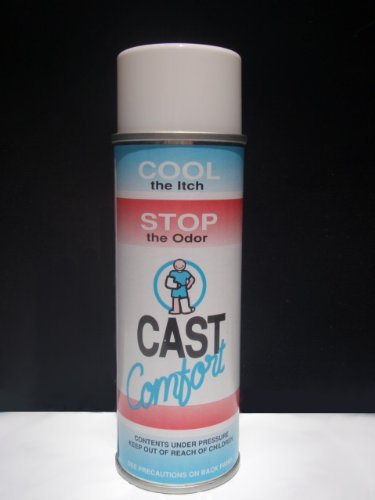 COOL
the Itch
STOP
the Odor
CAST
Comfort
CONTENTS UNDER PRESSURE
KEEP OUT OF REACH OF CHILDREN
SEE PRECAUTIONS ON BACK PANEL